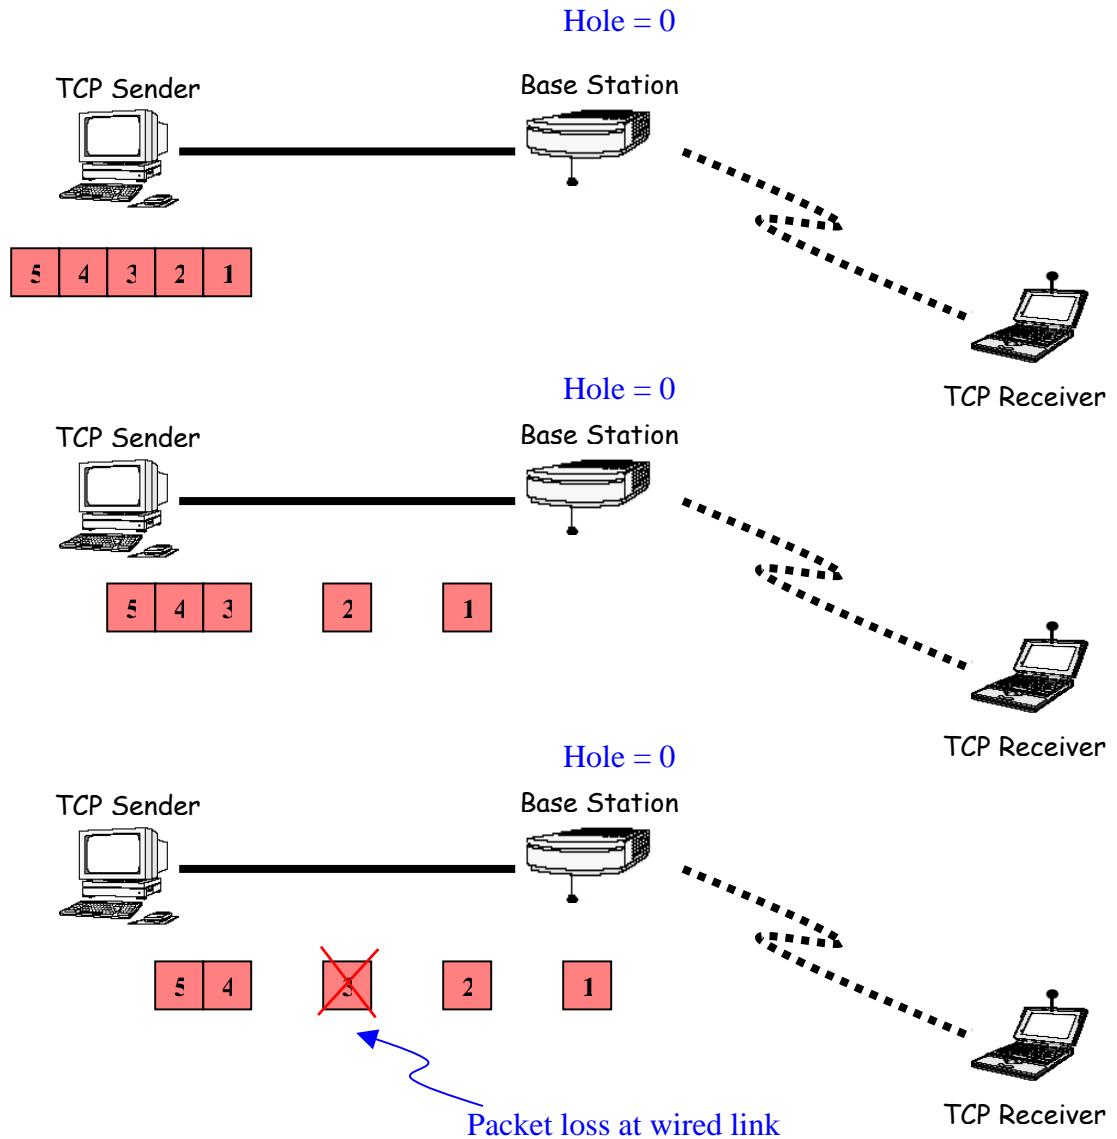 Hole = 0
TCP Sender
Base Station
5 4 3 2 1
TCP Receiver
Hole = 0
TCP Sender
Base Station
5 4 3 2 1
TCP Receiver
Hole = 0
TCP Sender
Base Station
5 4 3 2 1
Packet loss at wired link
TCP Receiver